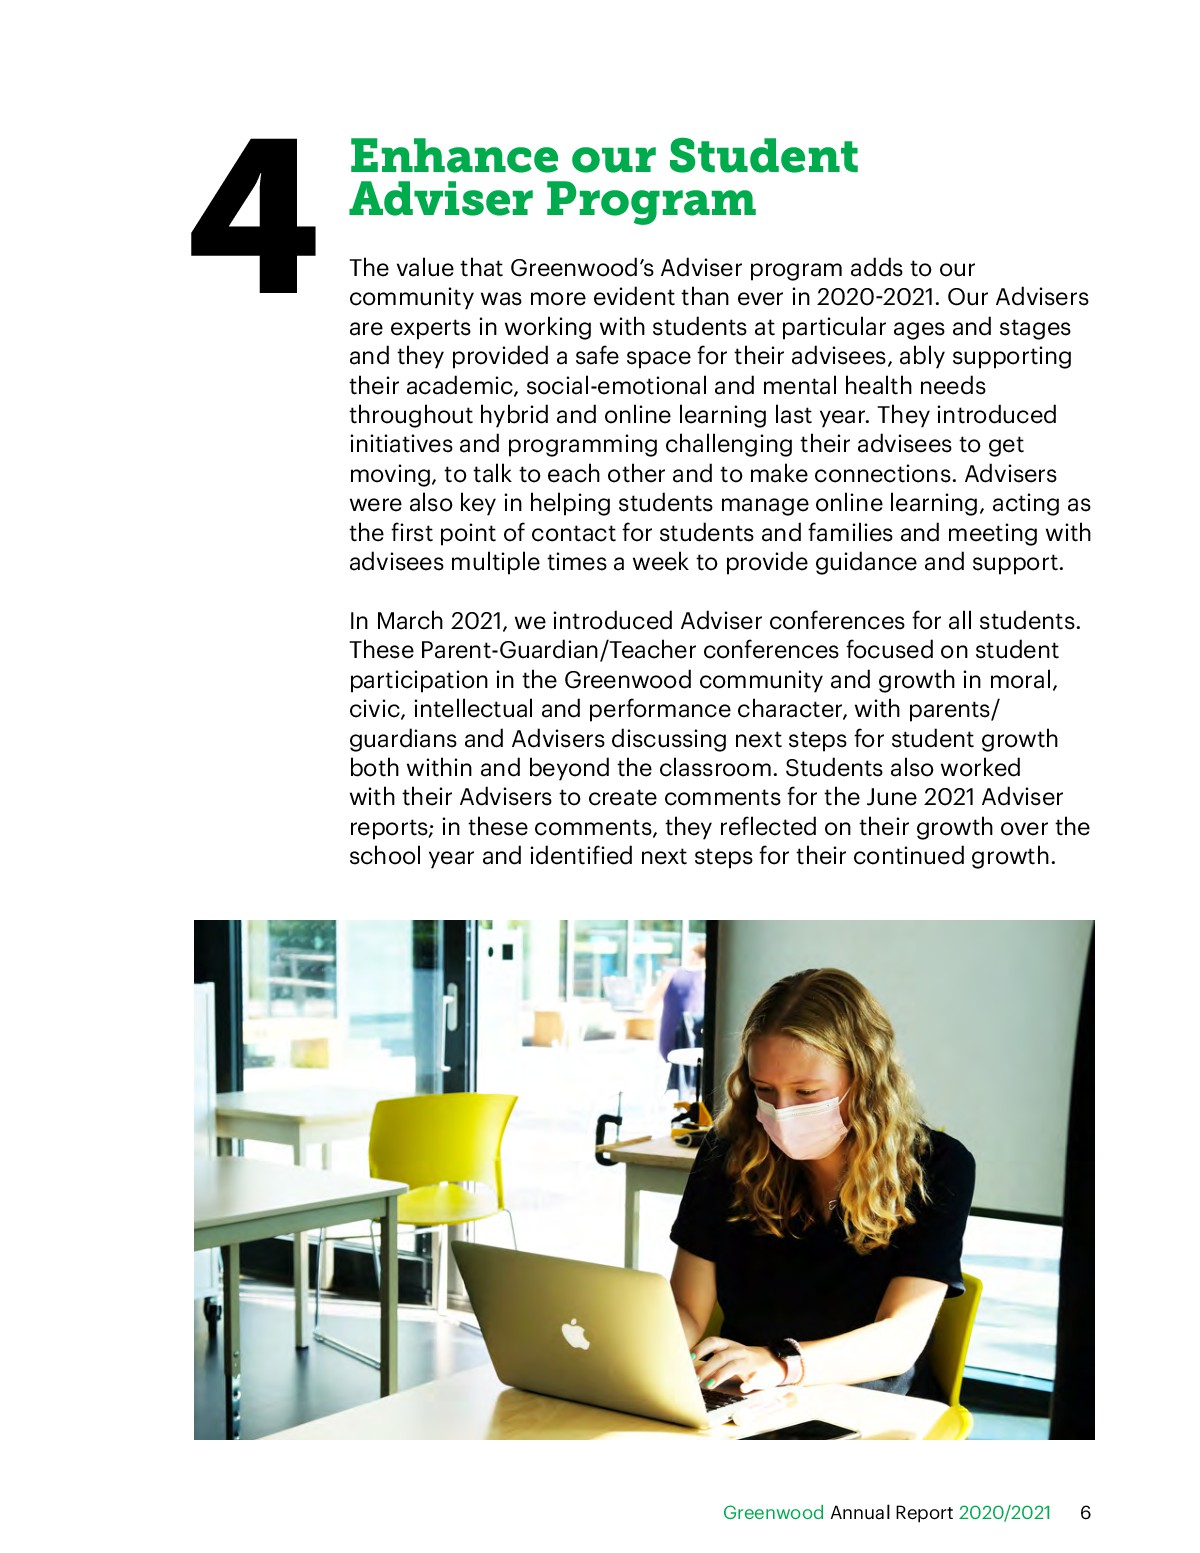 4
Enhance our Student
Adviser Program
The value that Greenwood’s Adviser program adds to our
community was more evident than ever in 2020-2021. Our Advisers
are experts in working with students at particular ages and stages
and they provided a safe space for their advisees, ably supporting
their academic, social-emotional and mental health needs
throughout hybrid and online learning last year. They introduced
initiatives and programming challenging their advisees to get
moving, to talk to each other and to make connections. Advisers
were also key in helping students manage online learning, acting as
the first point of contact for students and families and meeting with
advisees multiple times a week to provide guidance and support.
In March 2021, we introduced Adviser conferences for all students.
These Parent-Guardian/Teacher conferences focused on student
participation in the Greenwood community and growth in moral,
civic, intellectual and performance character, with parents/
guardians and Advisers discussing next steps for student growth
both within and beyond the classroom. Students also worked
with their Advisers to create comments for the June 2021 Adviser
reports; in these comments, they reflected on their growth over the
school year and identified next steps for their continued growth.
Greenwood Annual Report 2020/2021 6